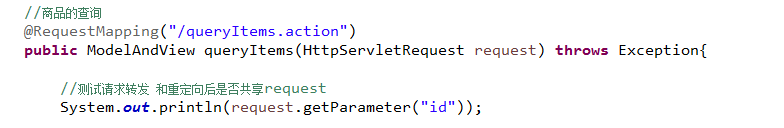 //商品的查询
@RequestMapping("/queryItems.action")
public ModelAndView queryItems(HttpServletRequest request) throws Exception{
//测试请求转发 和重定向后是否共享request
System.out.println(request.getParameter("id"));